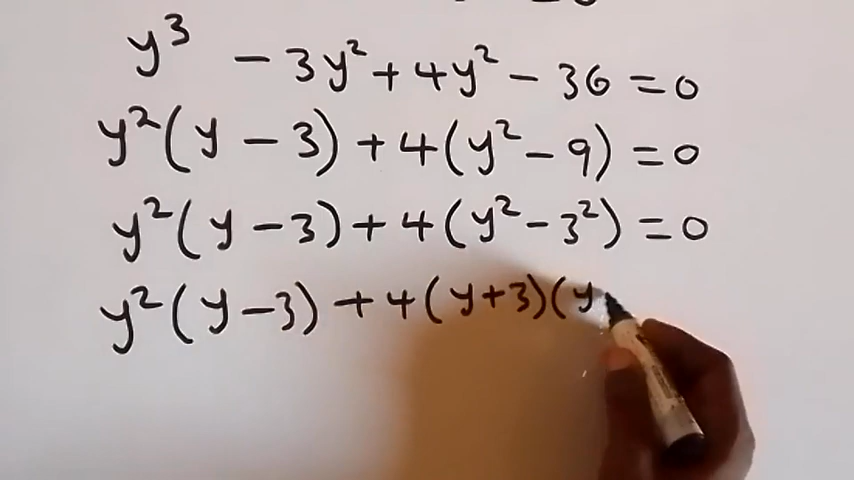 y³ - 3y² + 4y² - 36 = 0
y²(y - 3) + 4(y² - 9) = 0
y²(y - 3) + 4(y² - 3²) = 0
y²(y - 3) + 4(y + 3)(y